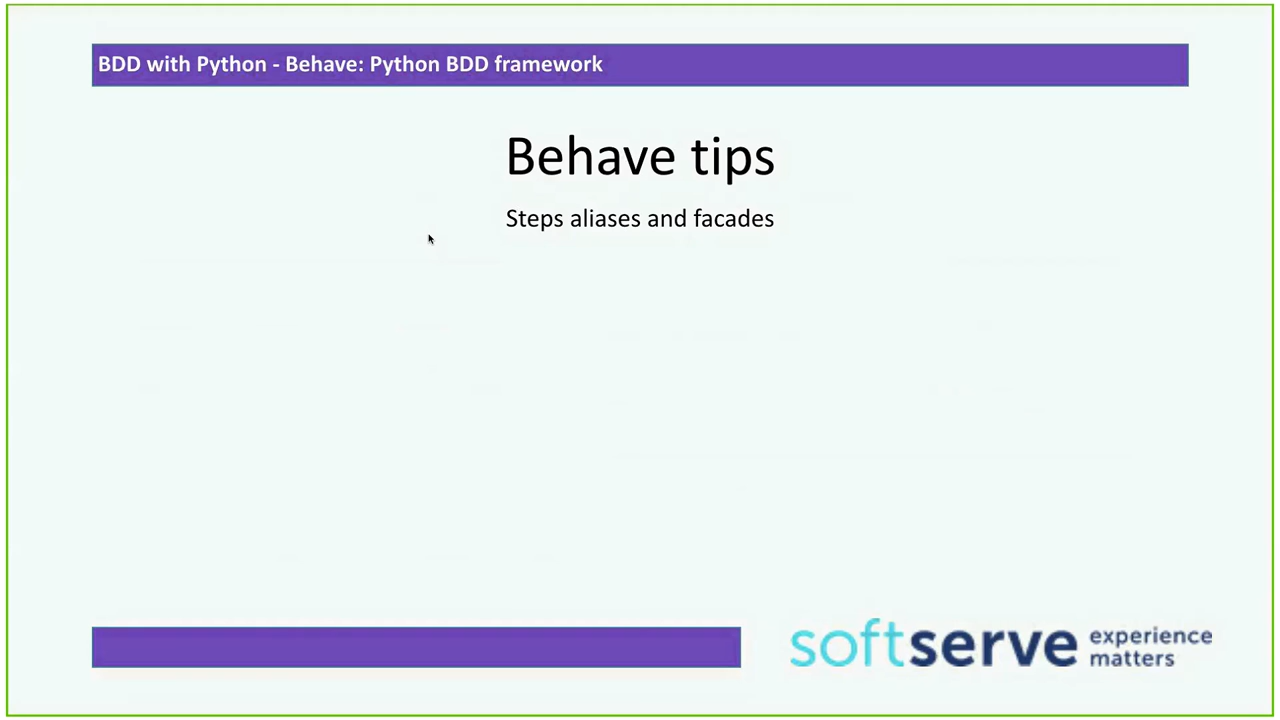 BDD with Python - Behave: Python BDD framework
Behave tips
Steps aliases and facades
softserve experience
matters